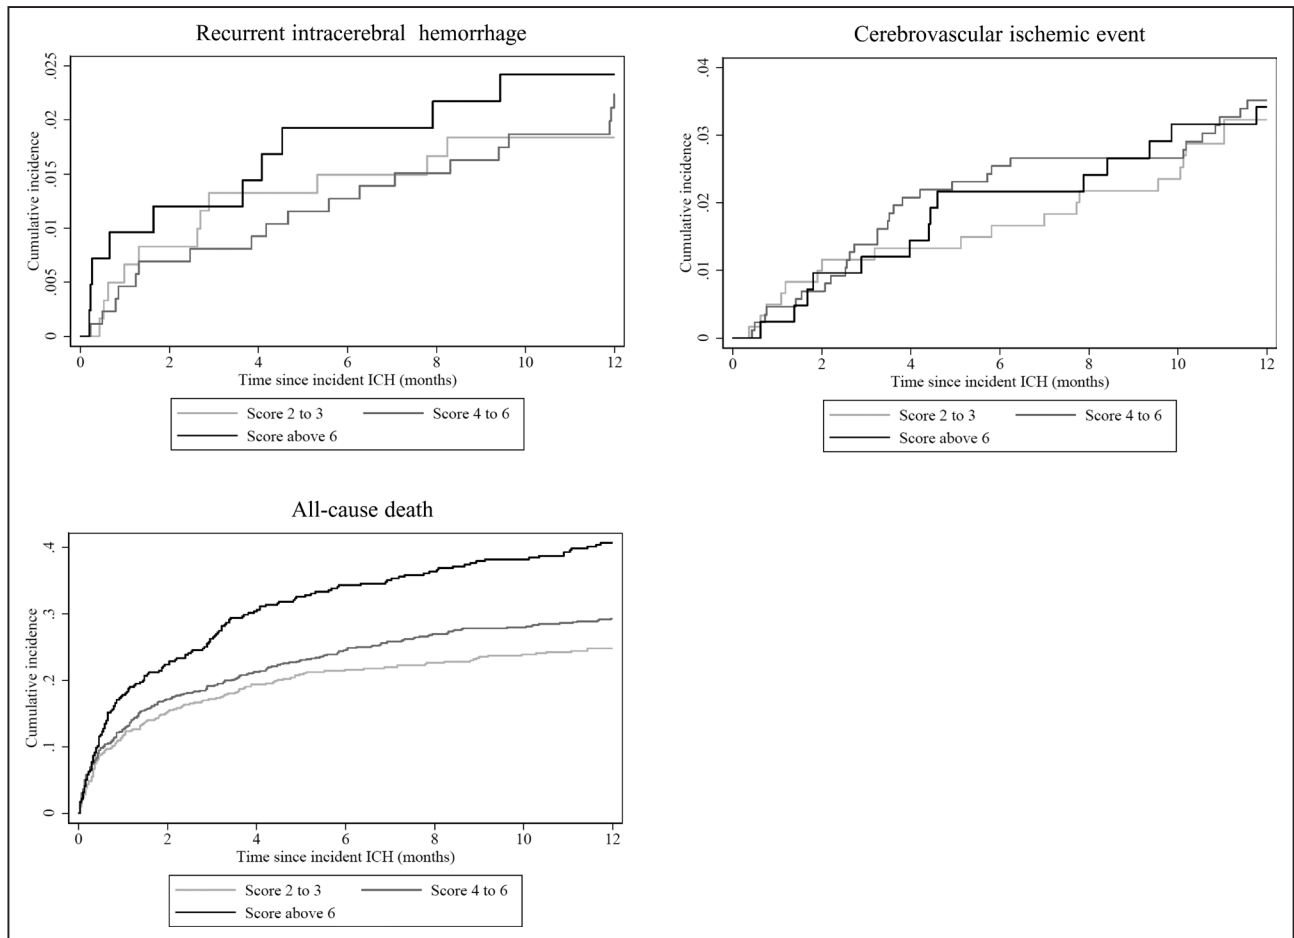 Recurrent intracerebral hemorrhage
Cumulative incidence
0 .005 .01 .015 .02 .025
0 2 4 6 8 10 12
Time since incident ICH (months)
Score 2 to 3 Score 4 to 6
Score above 6
Cerebrovascular ischemic event
Cumulative incidence
0 .01 .02 .03 .04
0 2 4 6 8 10 12
Time since incident ICH (months)
Score 2 to 3 Score 4 to 6
Score above 6
All-cause death
Cumulative incidence
0 .1 .2 .3 .4
0 2 4 6 8 10 12
Time since incident ICH (months)
Score 2 to 3 Score 4 to 6
Score above 6